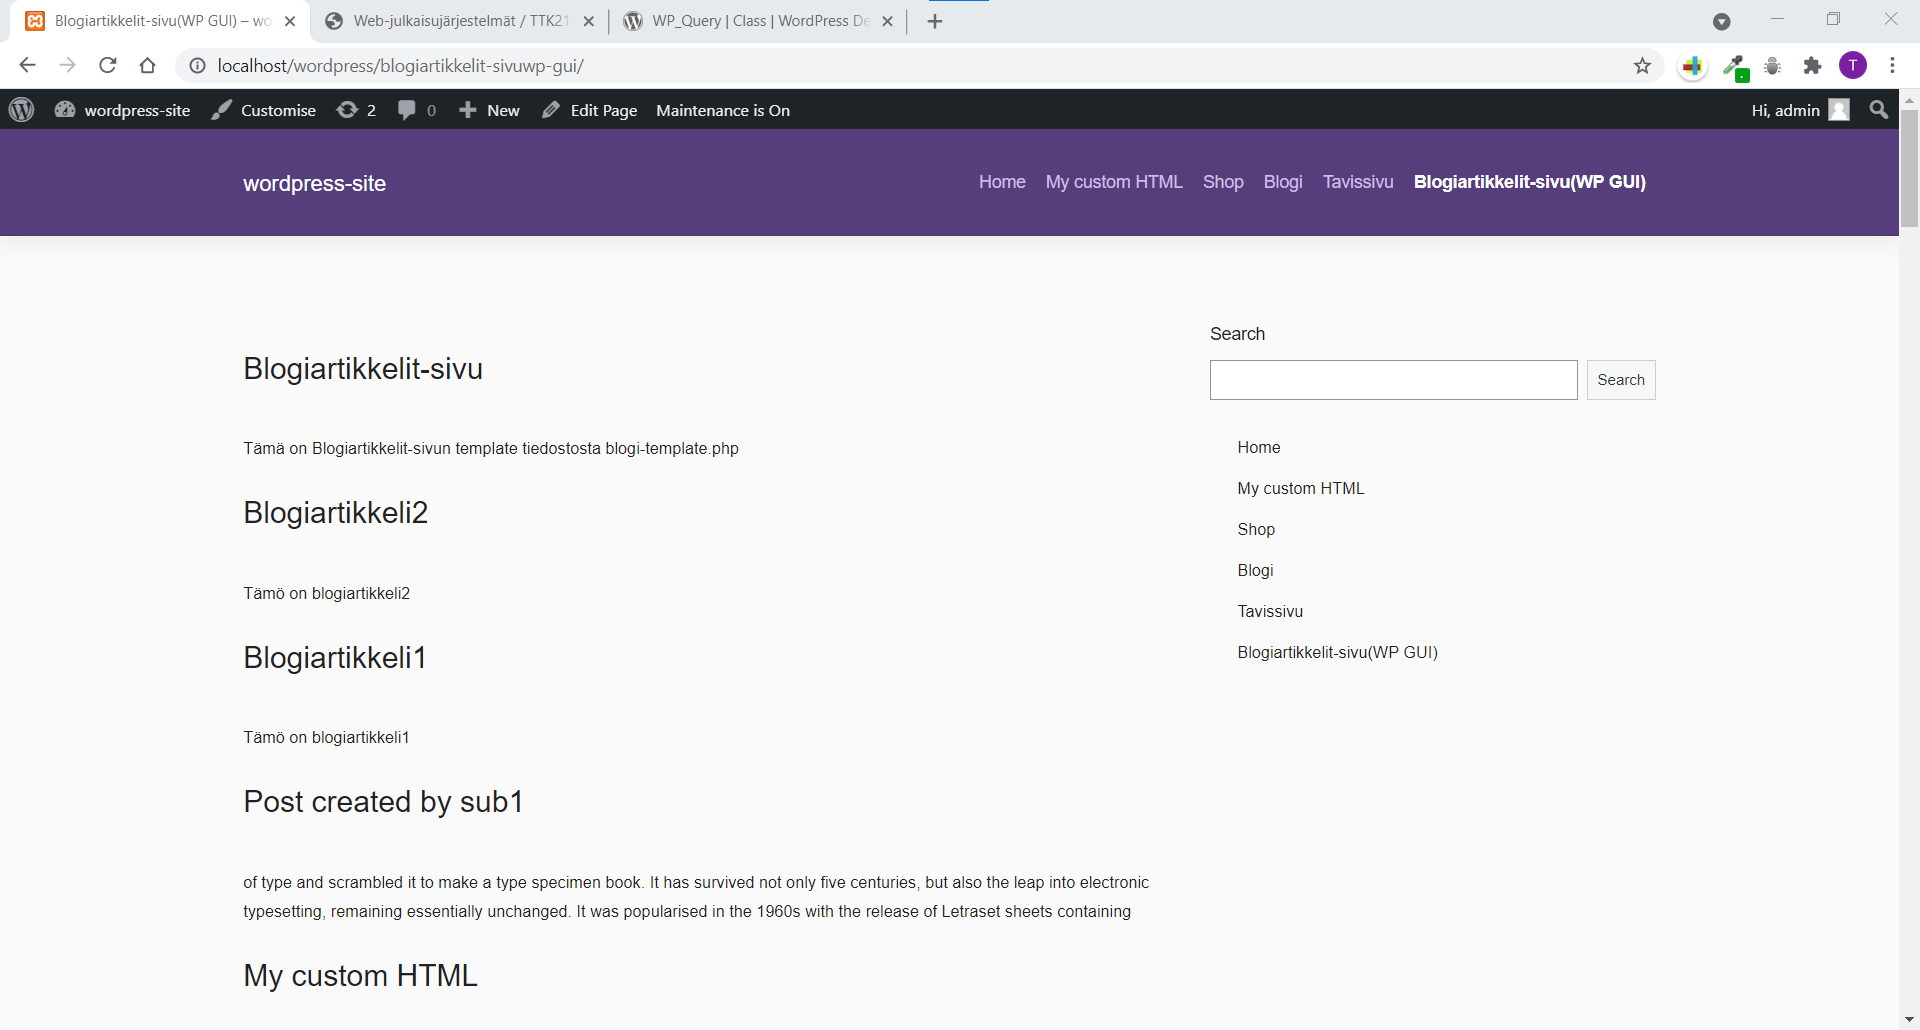 Blogiartikkelit-sivu(WP GUI) – wo
Web-julkaisujärjestelmät / TTK21
WP_Query | Class | WordPress De
localhost/wordpress/blogiartikkelit-sivuwp-gui/
T
wordpress-site
Customise
2
0
New
Edit Page
Maintenance is On
Hi, admin
wordpress-site
Home
My custom HTML
Shop
Blogi
Tavissivu
Blogiartikkelit-sivu(WP GUI)
Blogiartikkelit-sivu
Tämä on Blogiartikkelit-sivun template tiedostosta blogi-template.php
Blogiartikkeli2
Tämö on blogiartikkeli2
Blogiartikkeli1
Tämö on blogiartikkeli1
Post created by sub1
of type and scrambled it to make a type specimen book. It has survived not only five centuries, but also the leap into electronic
typesetting, remaining essentially unchanged. It was popularised in the 1960s with the release of Letraset sheets containing
My custom HTML
Search
Search
Home
My custom HTML
Shop
Blogi
Tavissivu
Blogiartikkelit-sivu(WP GUI)